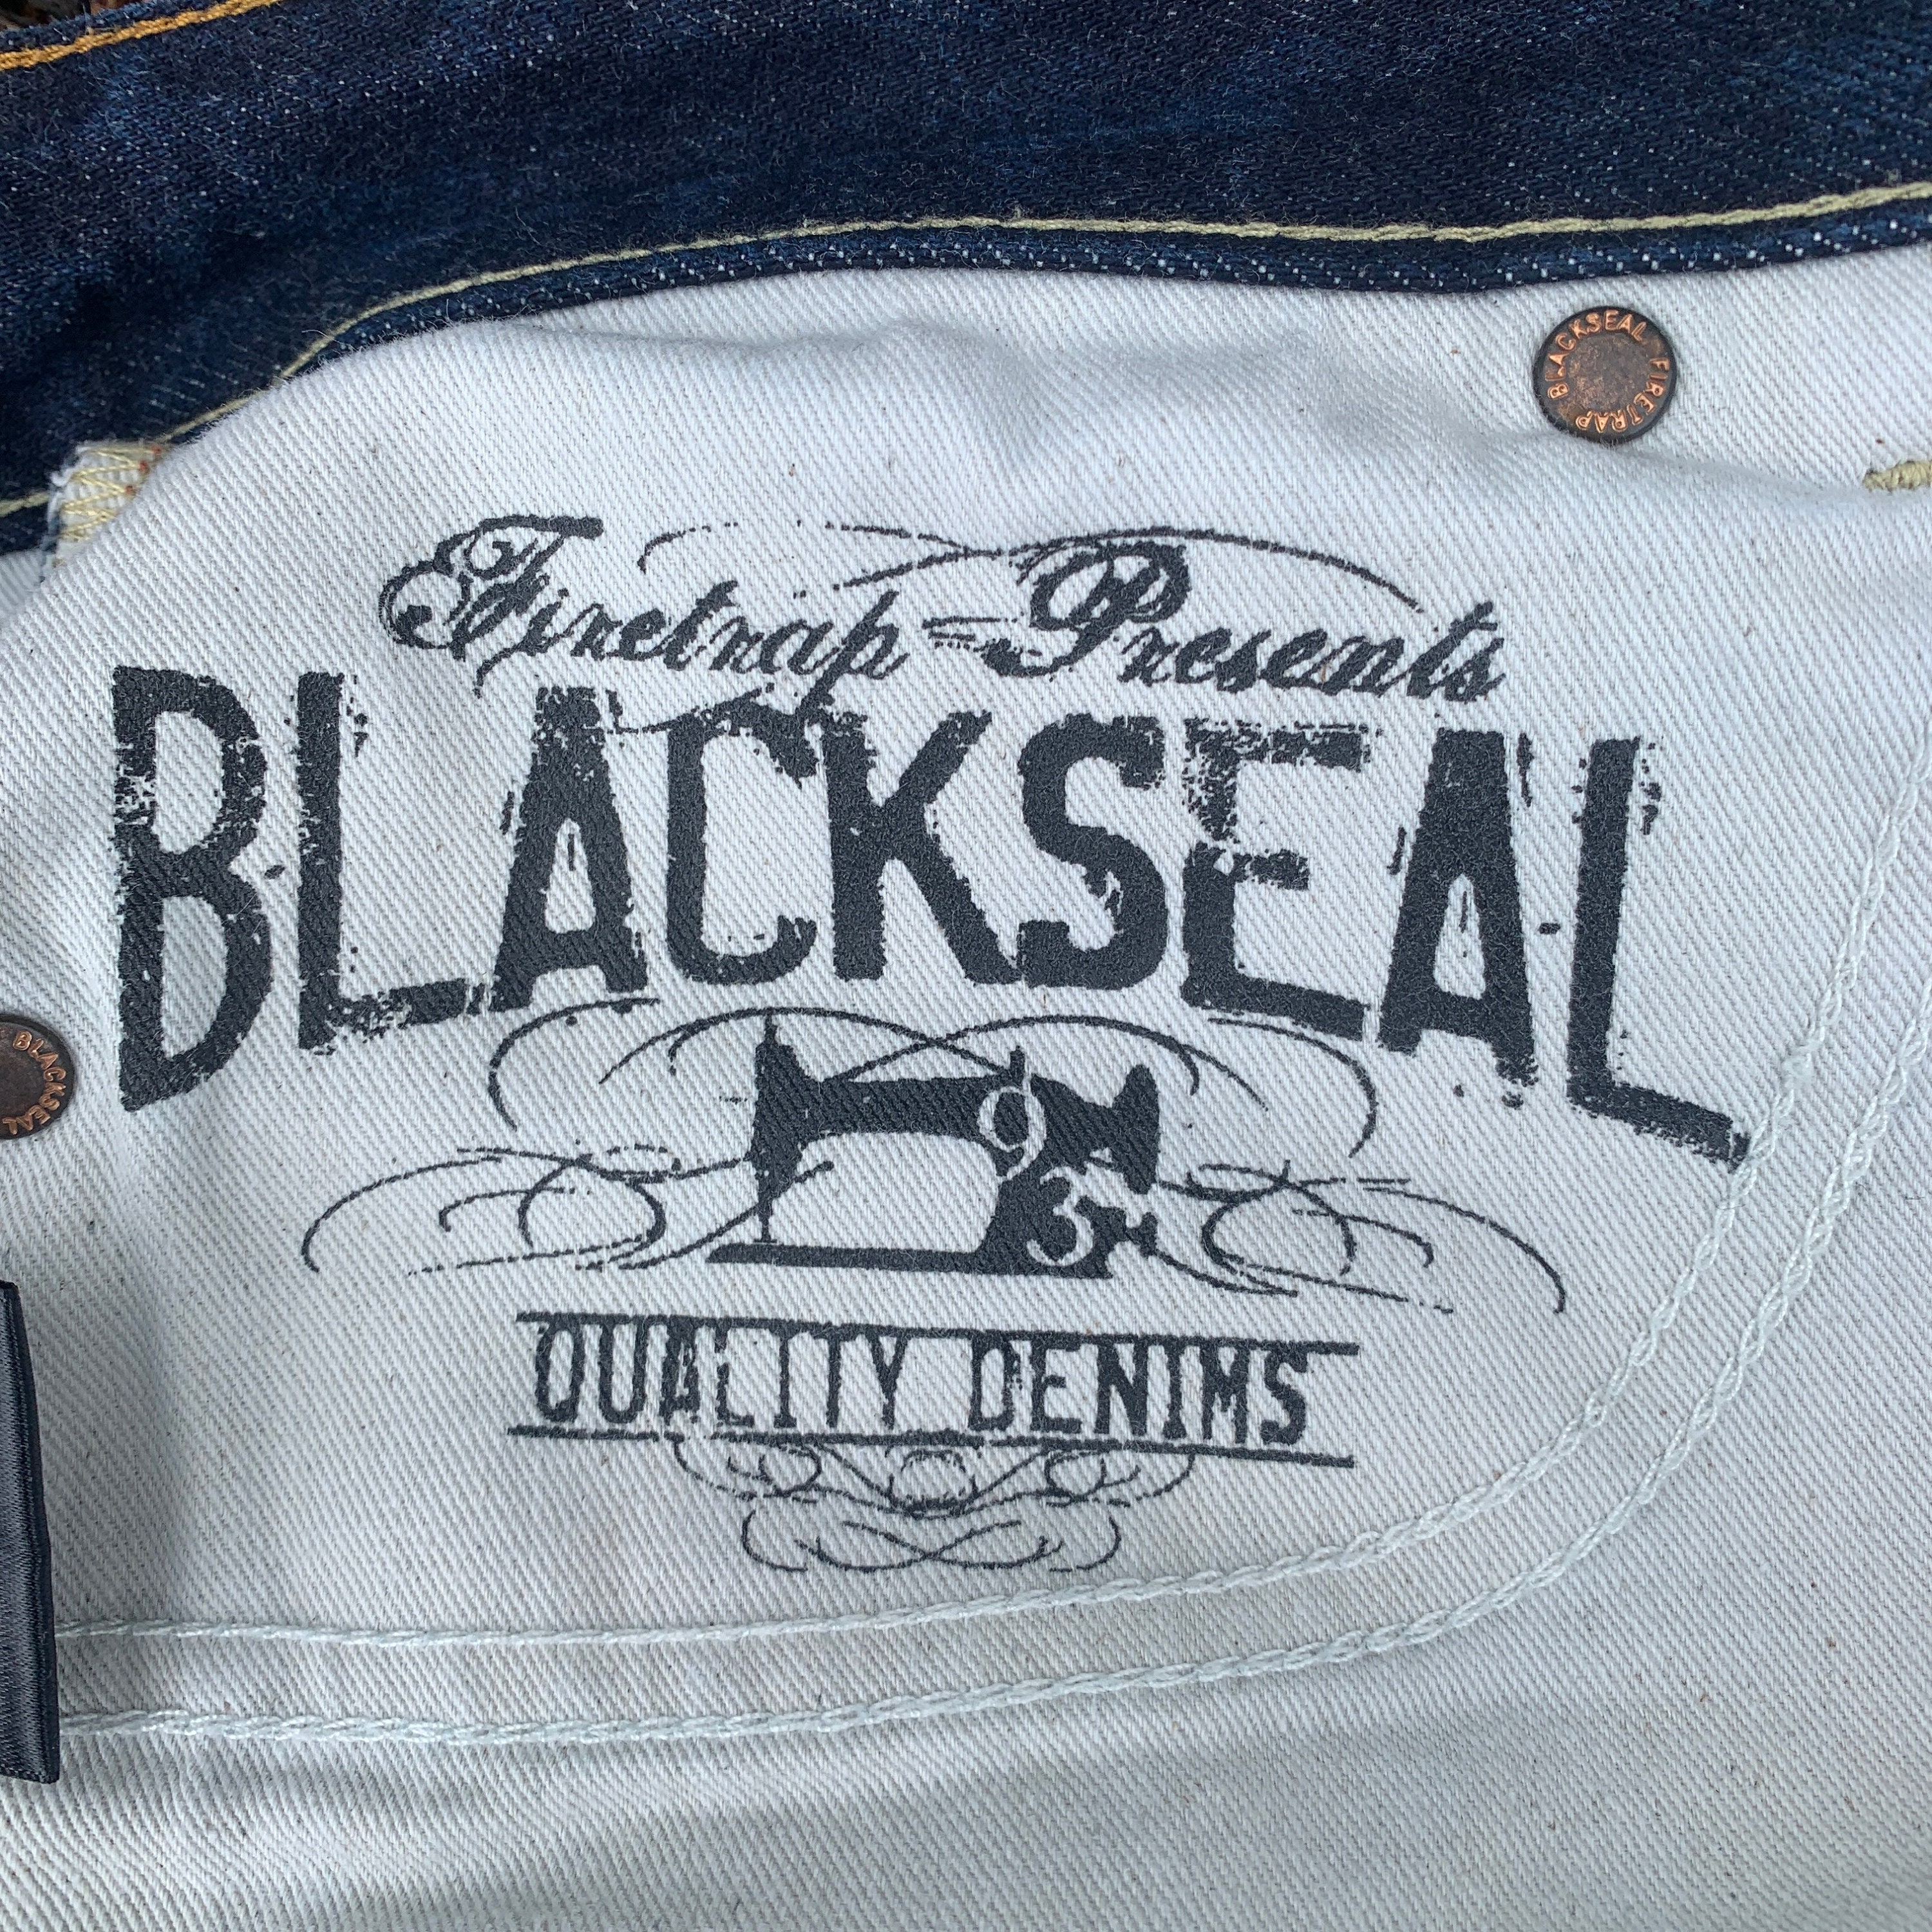 BLACKSEAL FIRETRAP
Firetrap Presents
BLACKSEAL
BLACKSEAL
93
QUALITY DENIMS